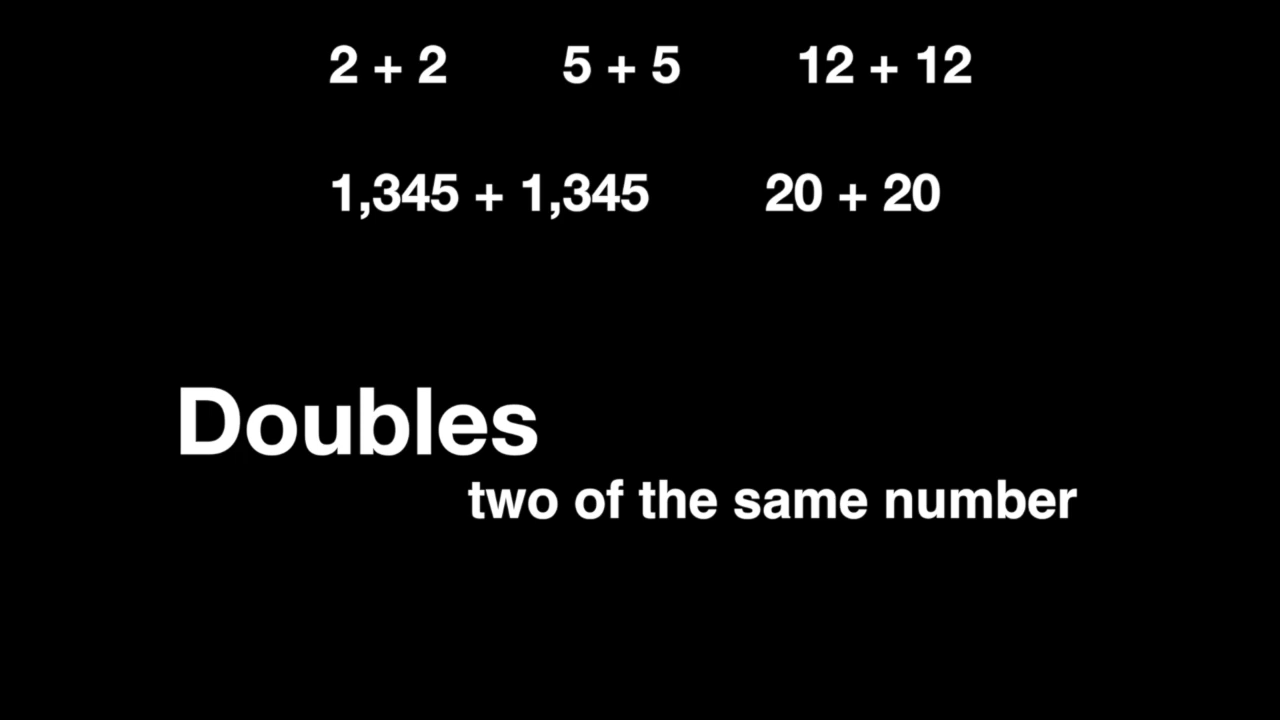 2 + 2 5 + 5 12 + 12
1,345 + 1,345 20 + 20
Doubles
two of the same number